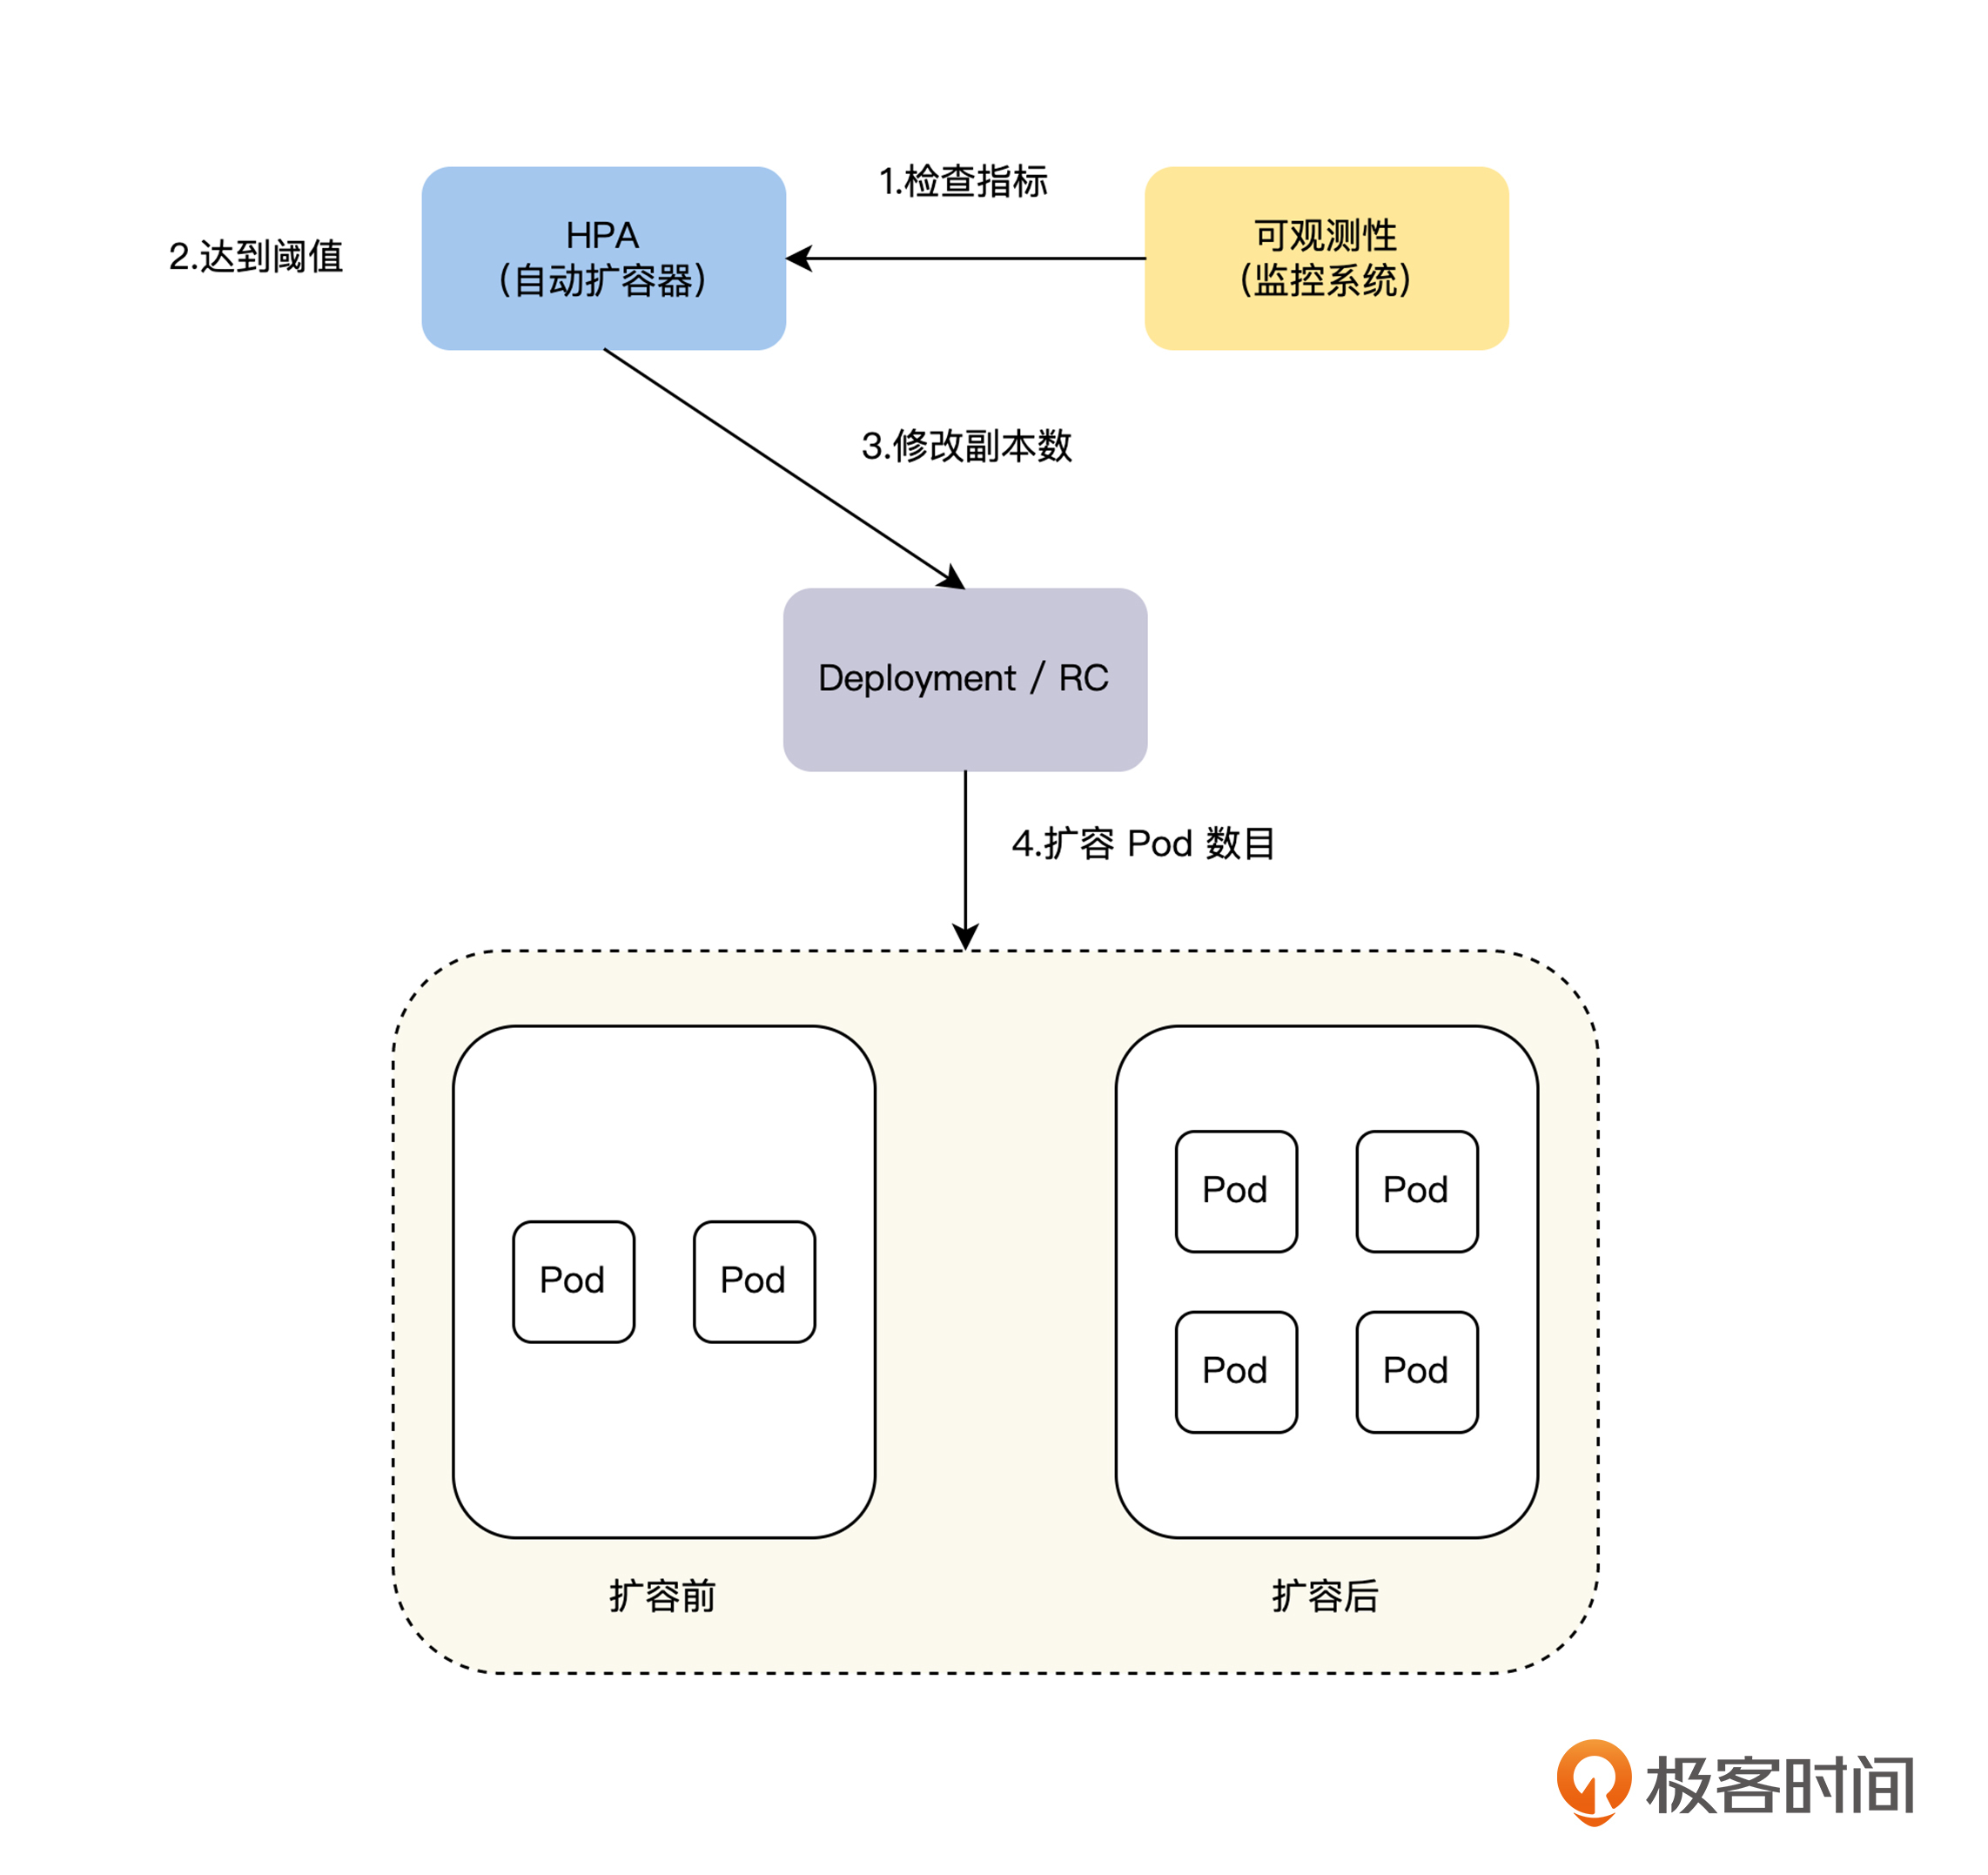 1.检查指标
HPA
(自动扩容器)
可观测性
(监控系统)
2.达到阈值
3.修改副本数
Deployment / RC
4.扩容 Pod 数目
Pod
Pod
Pod
Pod
Pod
Pod
扩容前
扩容后
极客时间